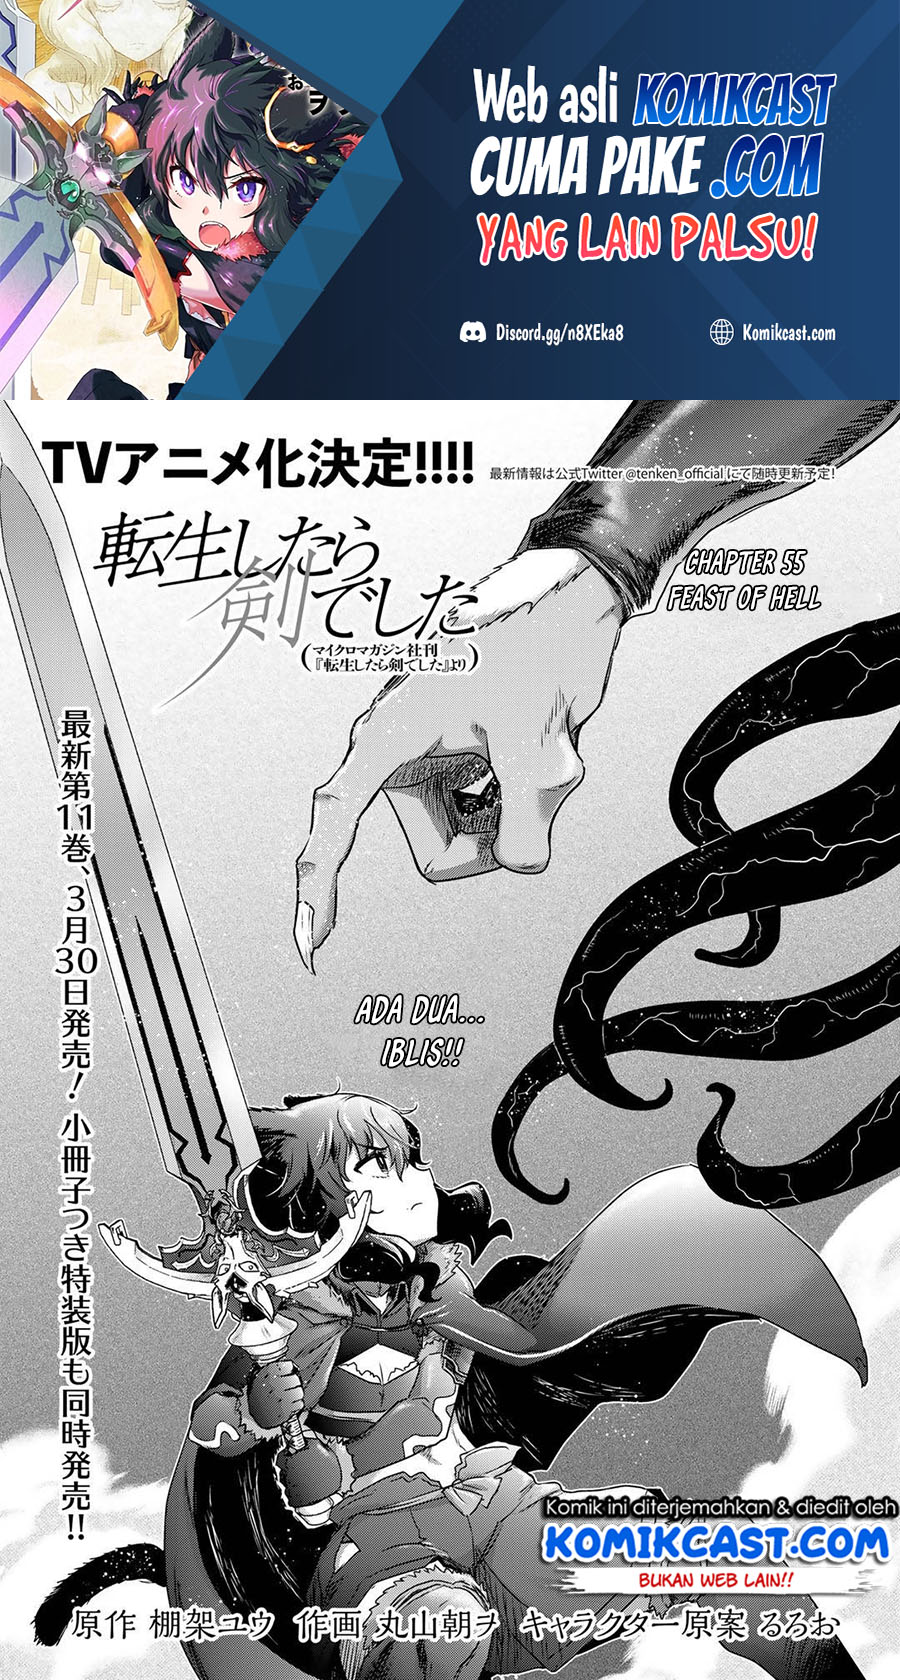 お
ヲ
Web asli KOMIKCAST
CUMA PAKE .COM
YANG LAIN PALSU!
Discord.gg/n8XEka8
Komikcast.com
TVアニメ化決定!!!!
最新情報は公式Twitter @tenken_official にて随時更新予定!
転生したら
剣でした
(マイクロマガジン社刊
『転生したら剣でした』より)
CHAPTER 55
FEAST OF HELL
最新第11巻、3月30日発売! 小冊子つき特装版も同時発売!!
ADA DUA...
IBLIS!!
Komik ini diterjemahkan & diedit oleh
KOMIKCAST.COM
BUKAN WEB LAIN!!
原作 棚架ユウ 作画 丸山朝ヲ キャラクター原案 るろお